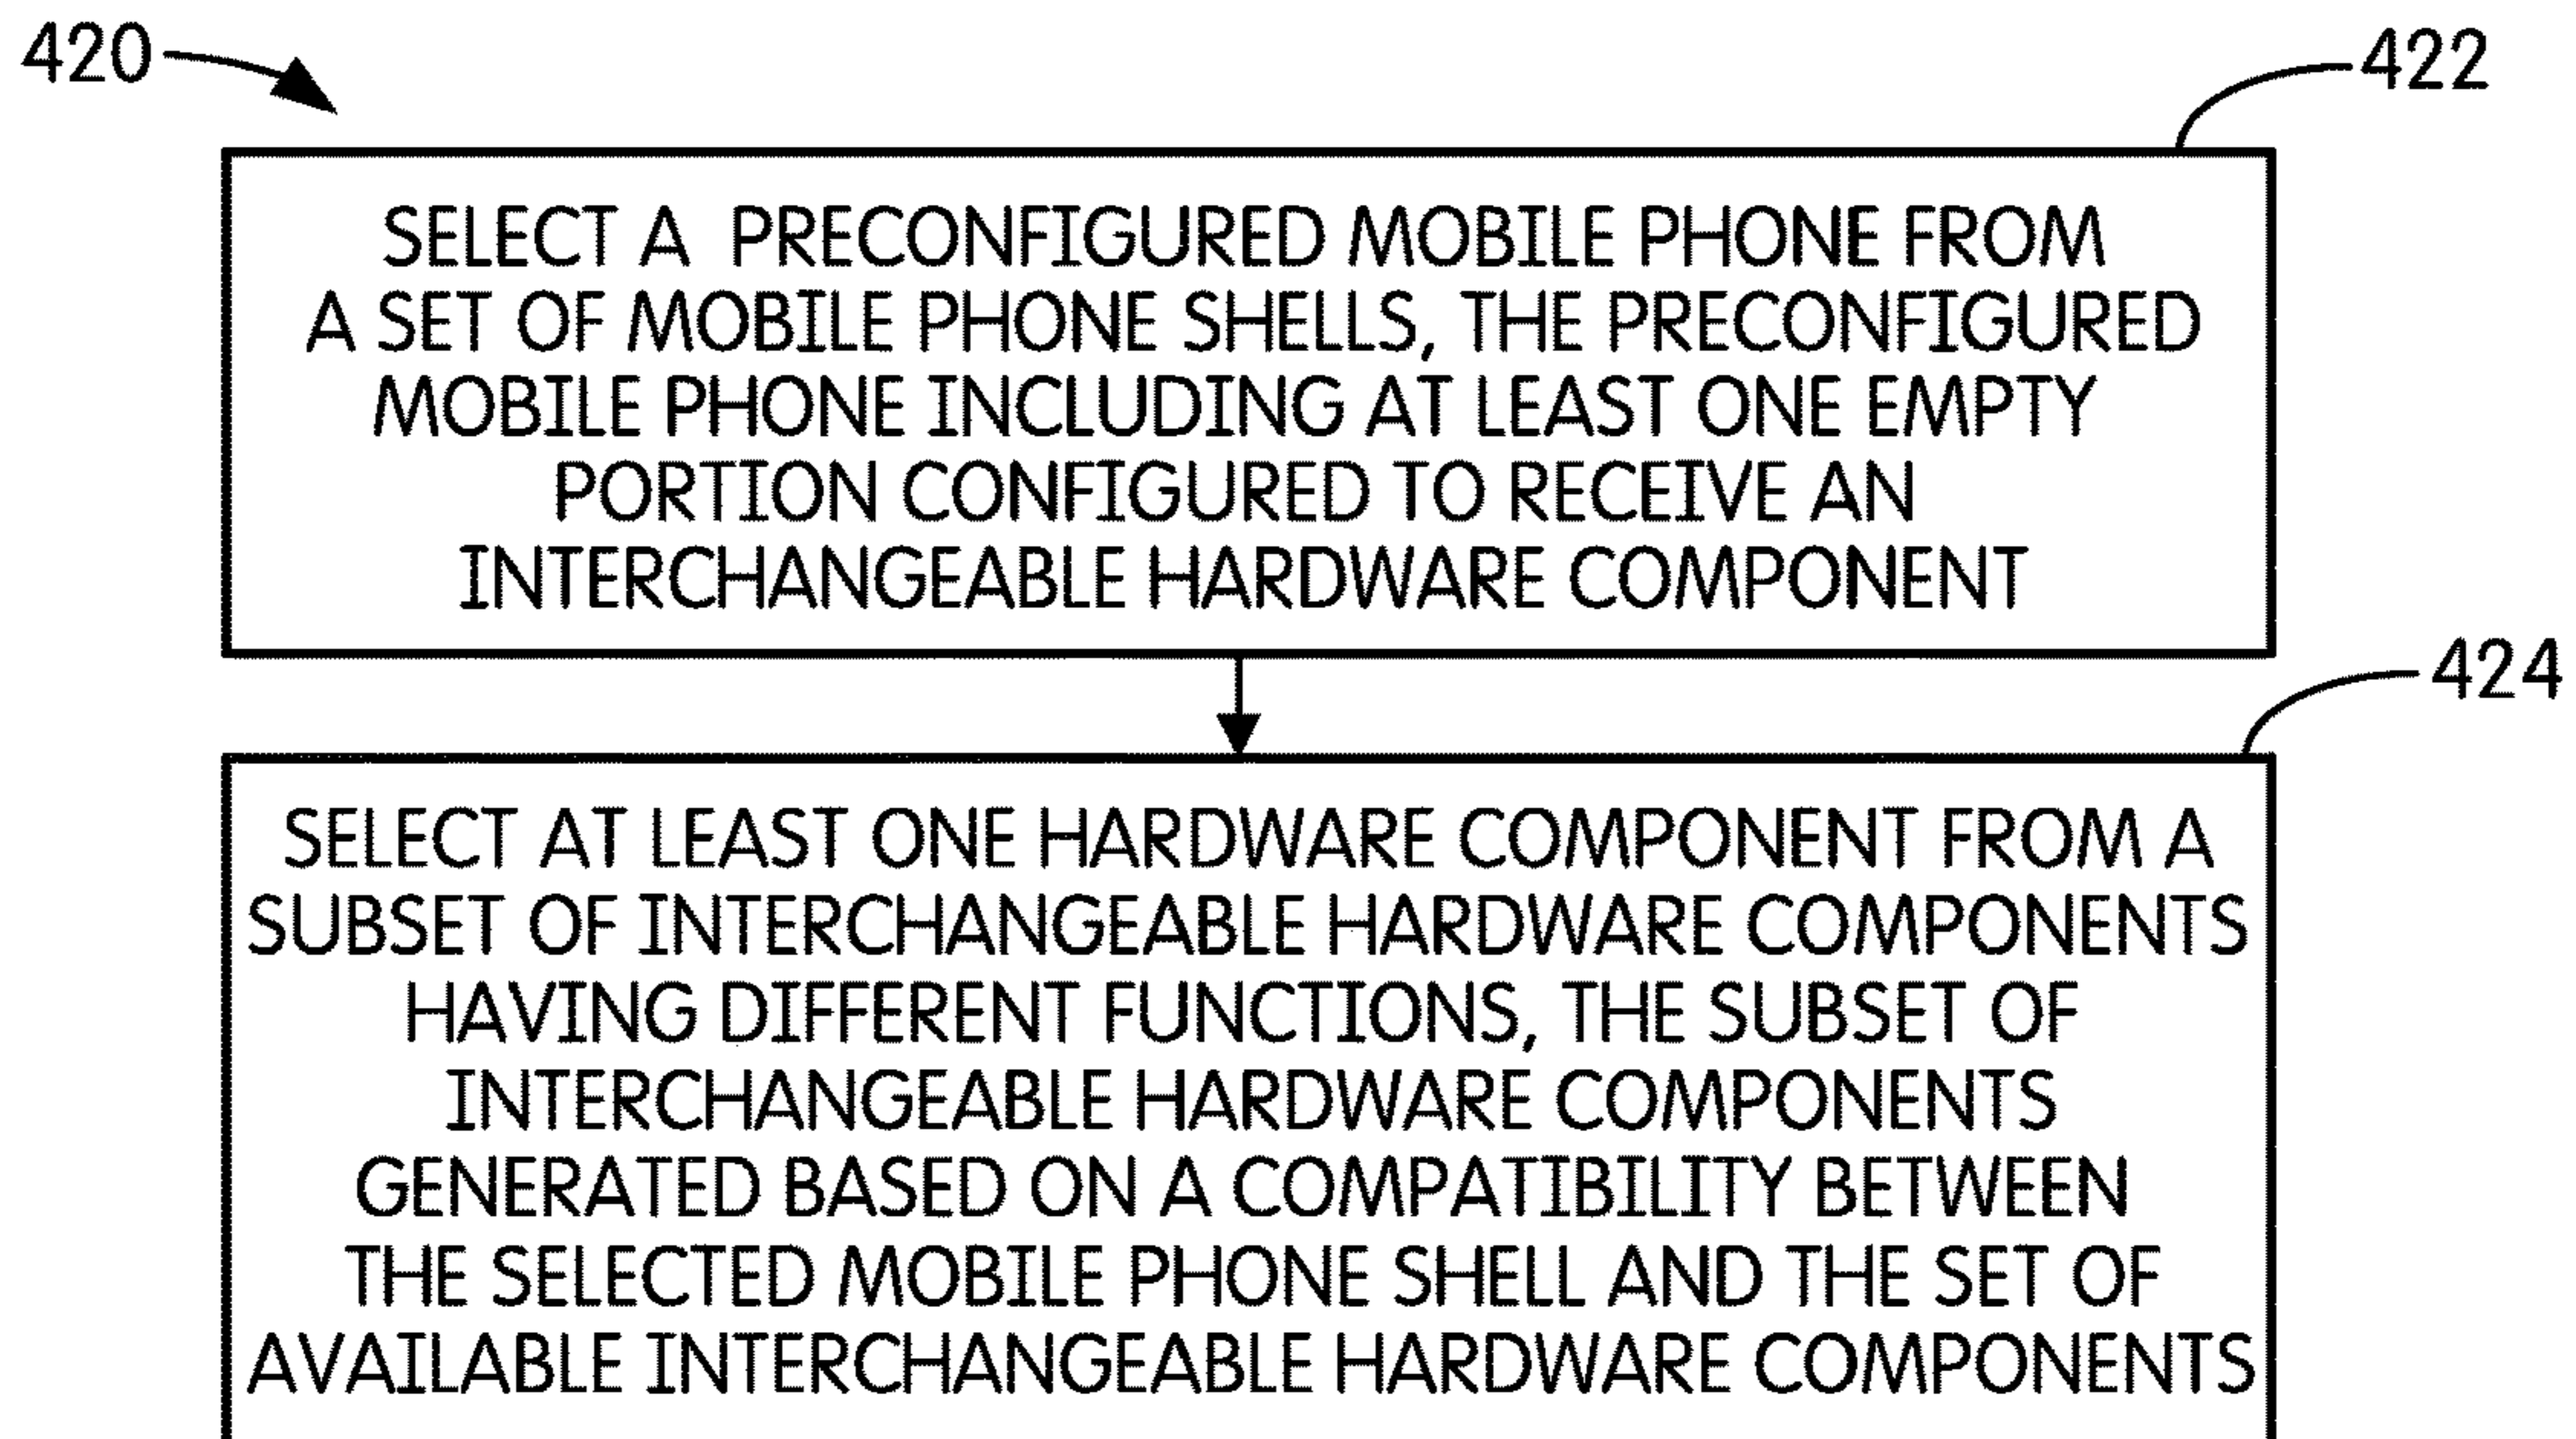 420
422
SELECT A PRECONFIGURED MOBILE PHONE FROM
A SET OF MOBILE PHONE SHELLS, THE PRECONFIGURED
MOBILE PHONE INCLUDING AT LEAST ONE EMPTY
PORTION CONFIGURED TO RECEIVE AN
INTERCHANGEABLE HARDWARE COMPONENT
424
SELECT AT LEAST ONE HARDWARE COMPONENT FROM A
SUBSET OF INTERCHANGEABLE HARDWARE COMPONENTS
HAVING DIFFERENT FUNCTIONS, THE SUBSET OF
INTERCHANGEABLE HARDWARE COMPONENTS
GENERATED BASED ON A COMPATIBILITY BETWEEN
THE SELECTED MOBILE PHONE SHELL AND THE SET OF
AVAILABLE INTERCHANGEABLE HARDWARE COMPONENTS